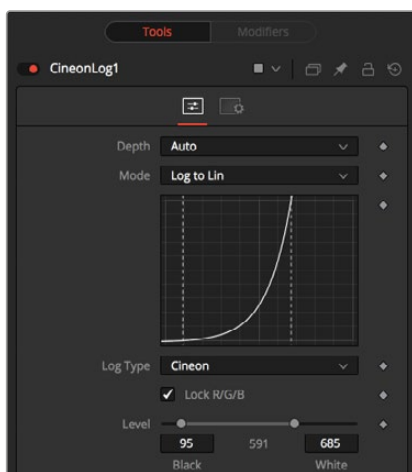 Tools Modifiers
CineonLog1
Depth Auto
Mode Log to Lin
Log Type Cineon
Lock R/G/B
Level
95 591 685
Black White